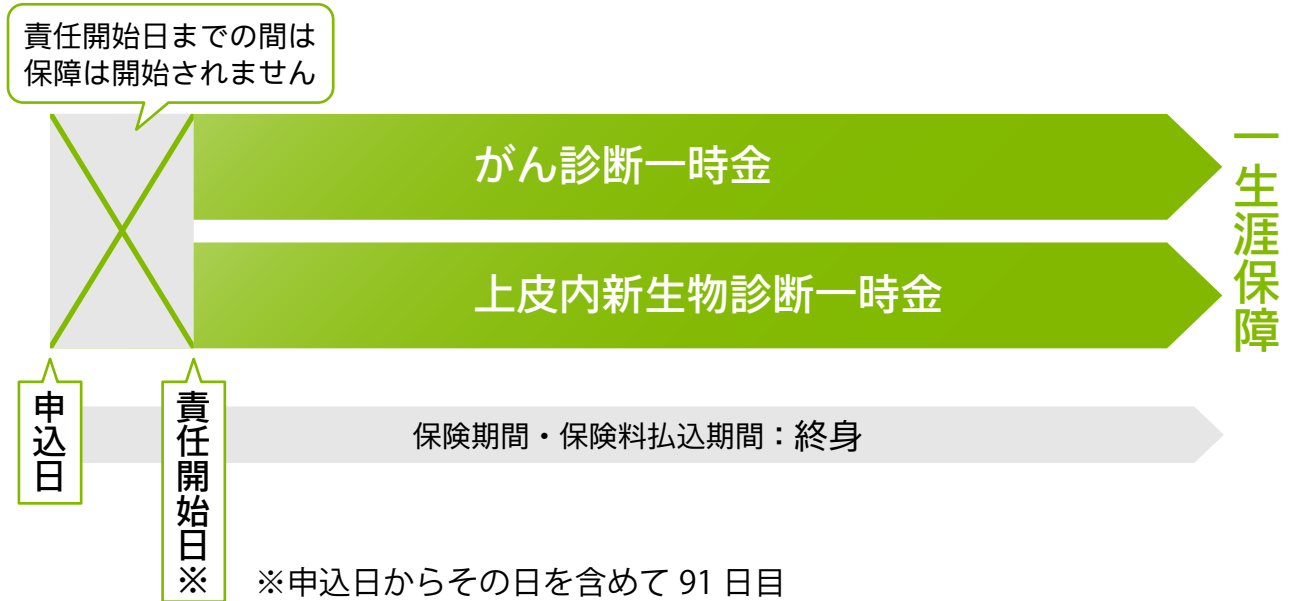 責任開始日までの間は
保障は開始されません
がん診断一時金
上皮内新生物診断一時金
一生涯保障
申込日
責任開始日※
保険期間・保険料払込期間：終身
※申込日からその日を含めて 91 日目